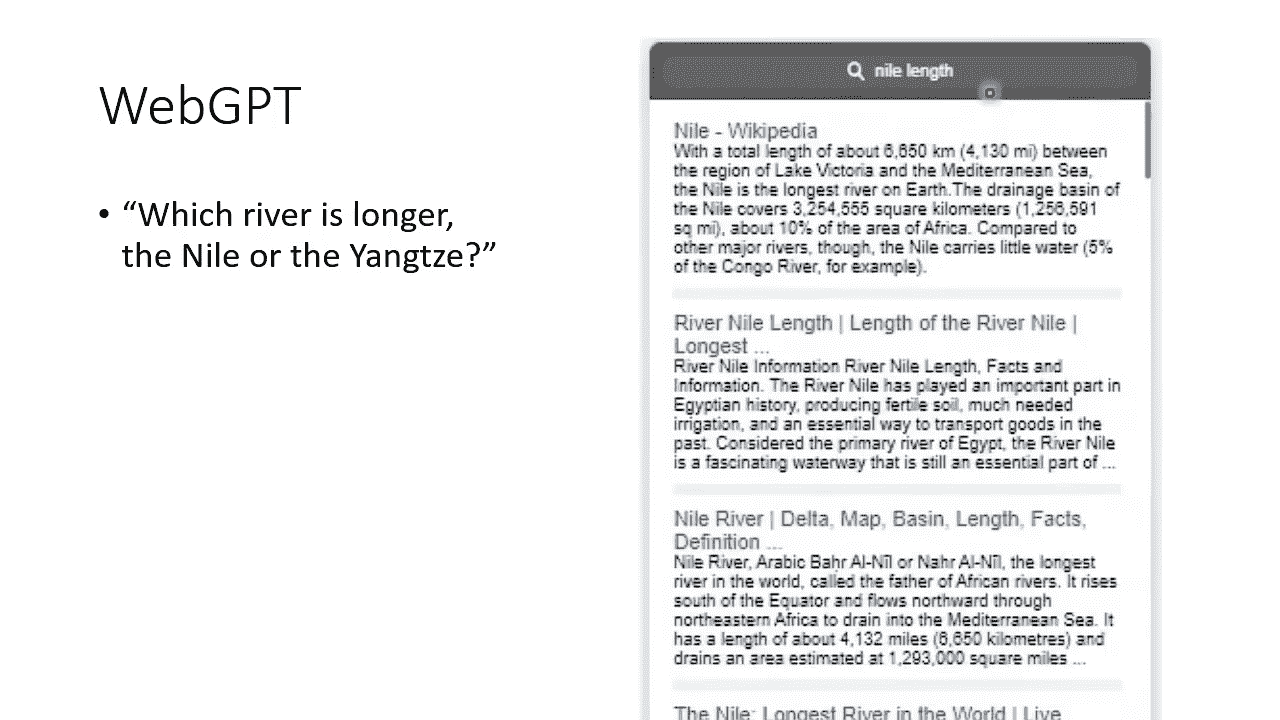 WebGPT
• “Which river is longer,
the Nile or the Yangtze?”
nile length
Nile - Wikipedia
With a total length of about 6,650 km (4,130 mi) between
the region of Lake Victoria and the Mediterranean Sea,
the Nile is the longest river on Earth.The drainage basin of
the Nile covers 3,254,555 square kilometers (1,256,591
sq mi), about 10% of the area of Africa. Compared to
other major rivers, though, the Nile carries little water (5%
of the Congo River, for example).
River Nile Length | Length of the River Nile |
Longest ...
River Nile Information River Nile Length, Facts and
Information. The River Nile has played an important part in
Egyptian history, producing fertile soil, much needed
irrigation, and an essential way to transport goods in the
past. Considered the primary river of Egypt, the River Nile
is a fascinating waterway that is still an essential part of ...
Nile River | Delta, Map, Basin, Length, Facts,
Definition ...
Nile River, Arabic Baḥr Al-Nīl or Nahr Al-Nīl, the longest
river in the world, called the father of African rivers. It rises
south of the Equator and flows northward through
northeastern Africa to drain into the Mediterranean Sea. It
has a length of about 4,132 miles (6,650 kilometres) and
drains an area estimated at 1,293,000 square miles ...
The Nile: Longest River in the World | Live